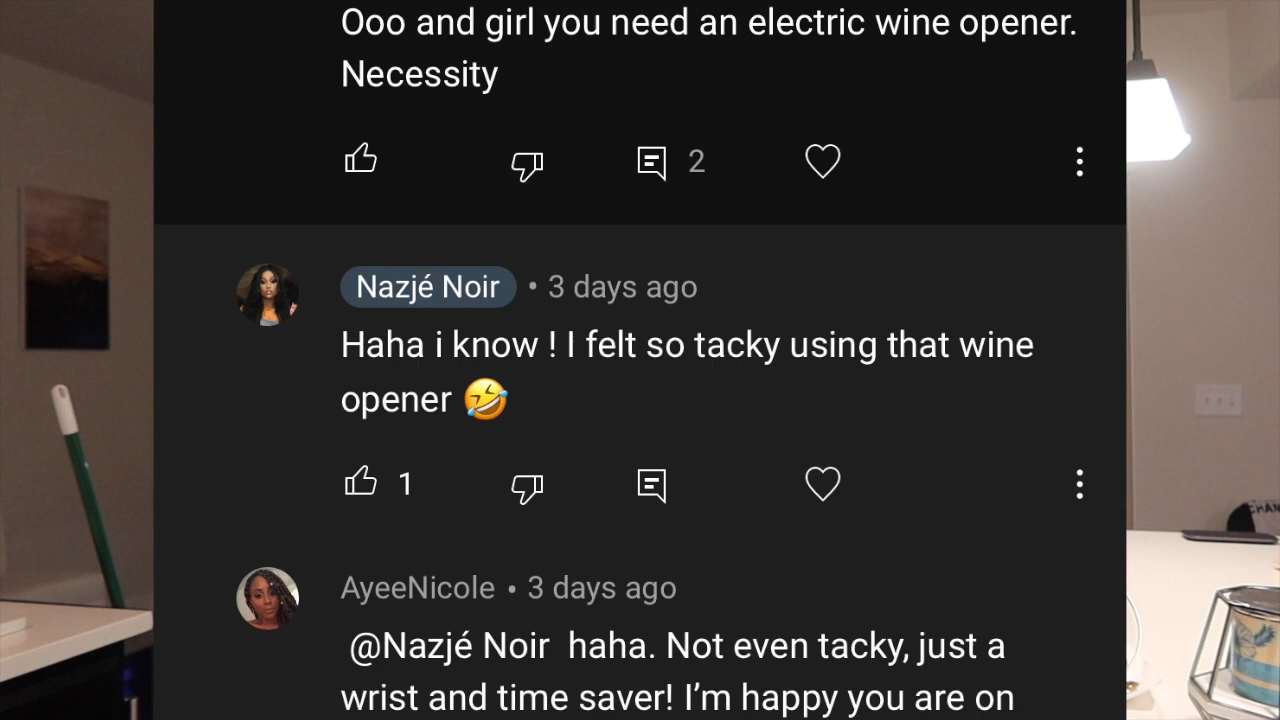 Ooo and girl you need an electric wine opener.
Necessity
2
Nazjé Noir • 3 days ago
Haha i know ! I felt so tacky using that wine
opener 🤣
1
AyeeNicole • 3 days ago
@Nazjé Noir haha. Not even tacky, just a
wrist and time saver! I’m happy you are on